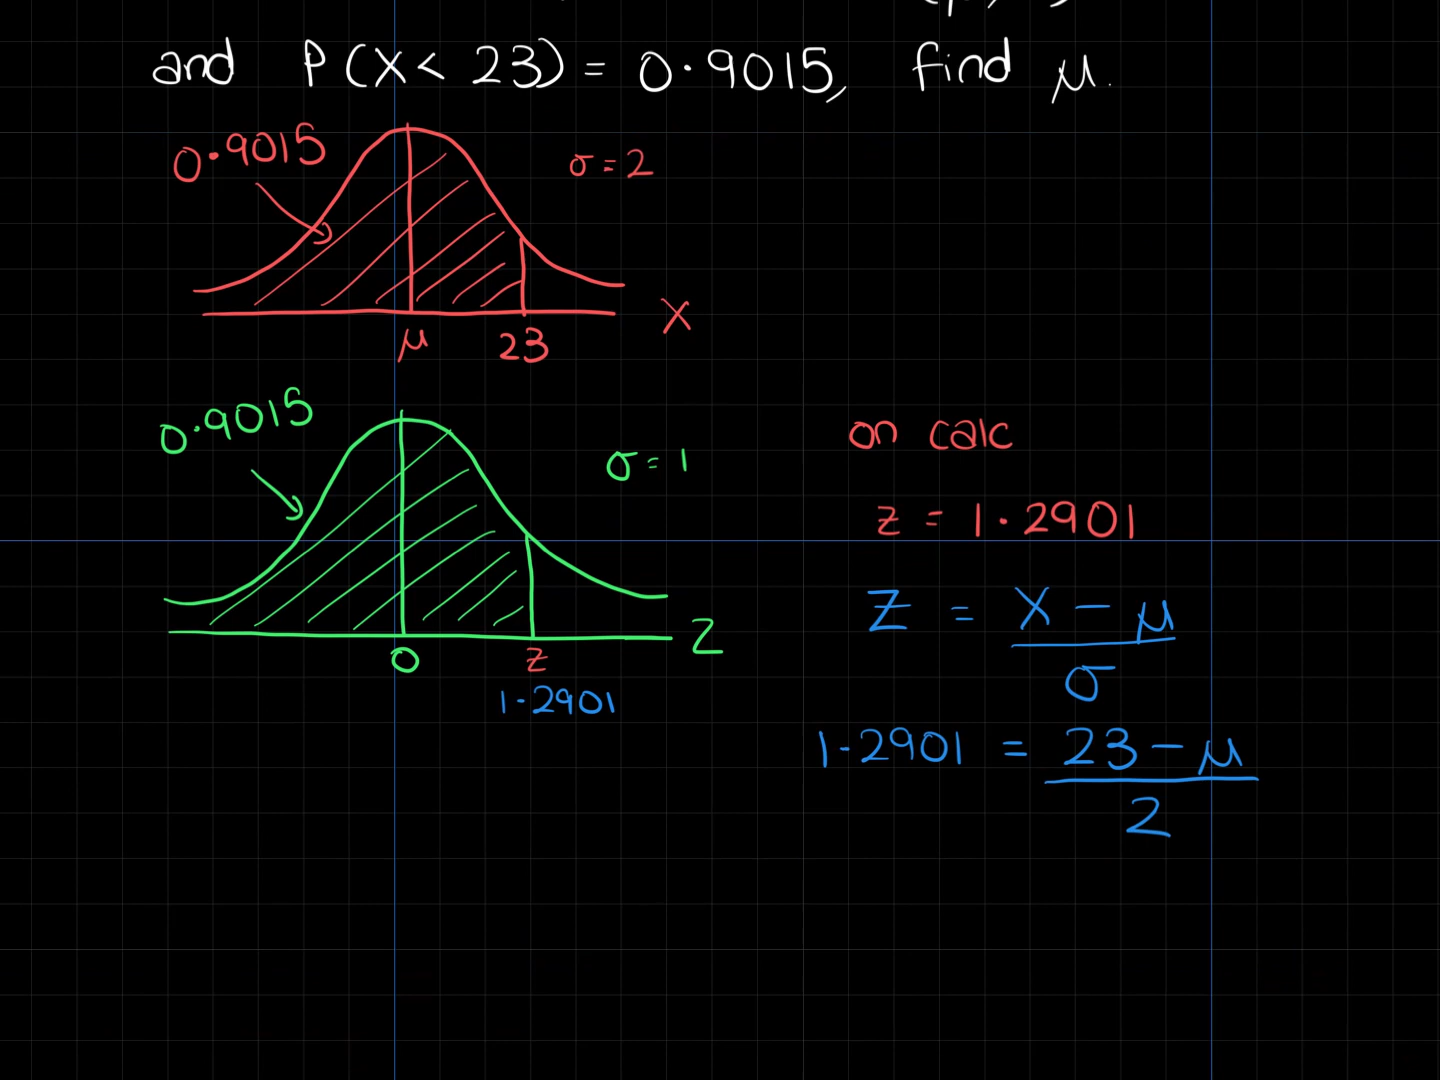 and P(X < 23) = 0.9015, find μ.
0.9015
σ = 2
μ
23
X
0.9015
σ = 1
0
z
Z
1.2901
on calc
z = 1.2901
Z = X - μ / σ
1.2901 = 23 - μ / 2